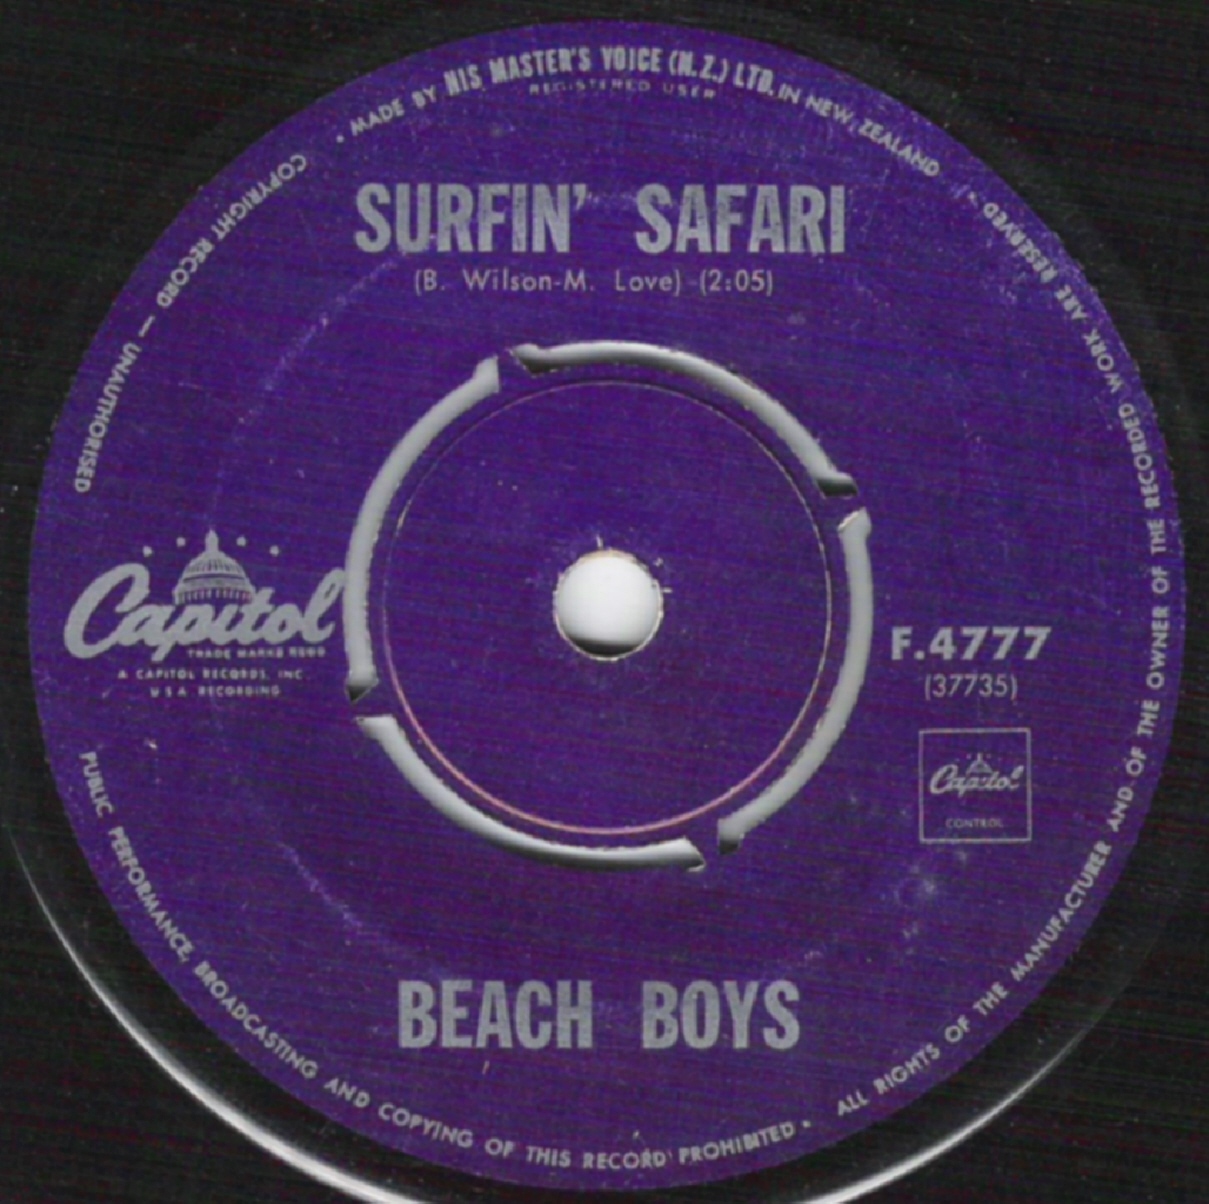 MADE BY HIS MASTER'S VOICE (N.Z.) LTD. IN NEW ZEALAND
REGISTERED USER
SURFIN' SAFARI
(B. Wilson-M. Love) (2:05)
Capitol
TRADE MARKS REGD
A CAPITOL RECORDS, INC
U S A RECORDING
F.4777
(37735)
Capitol
CONTROL
BEACH BOYS
• ALL RIGHTS OF THE MANUFACTURER AND OF THE OWNER OF THE RECORDED WORK ARE RESERVED •
COPYRIGHT RECORD — UNAUTHORISED PUBLIC PERFORMANCE, BROADCASTING AND COPYING OF THIS RECORD PROHIBITED